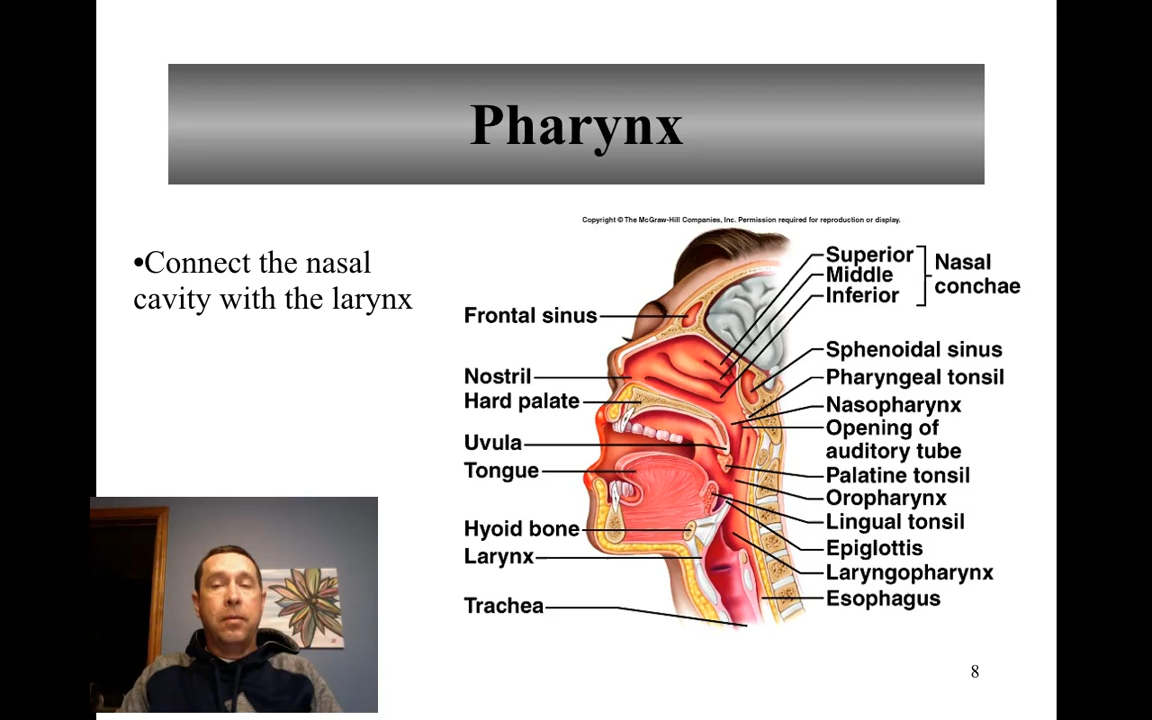 Pharynx
Copyright © The McGraw-Hill Companies, Inc. Permission required for reproduction or display.
•Connect the nasal
cavity with the larynx
Frontal sinus
Nostril
Hard palate
Uvula
Tongue
Hyoid bone
Larynx
Trachea
Superior
Middle
Inferior
Nasal
conchae
Sphenoidal sinus
Pharyngeal tonsil
Nasopharynx
Opening of
auditory tube
Palatine tonsil
Oropharynx
Lingual tonsil
Epiglottis
Laryngopharynx
Esophagus
8